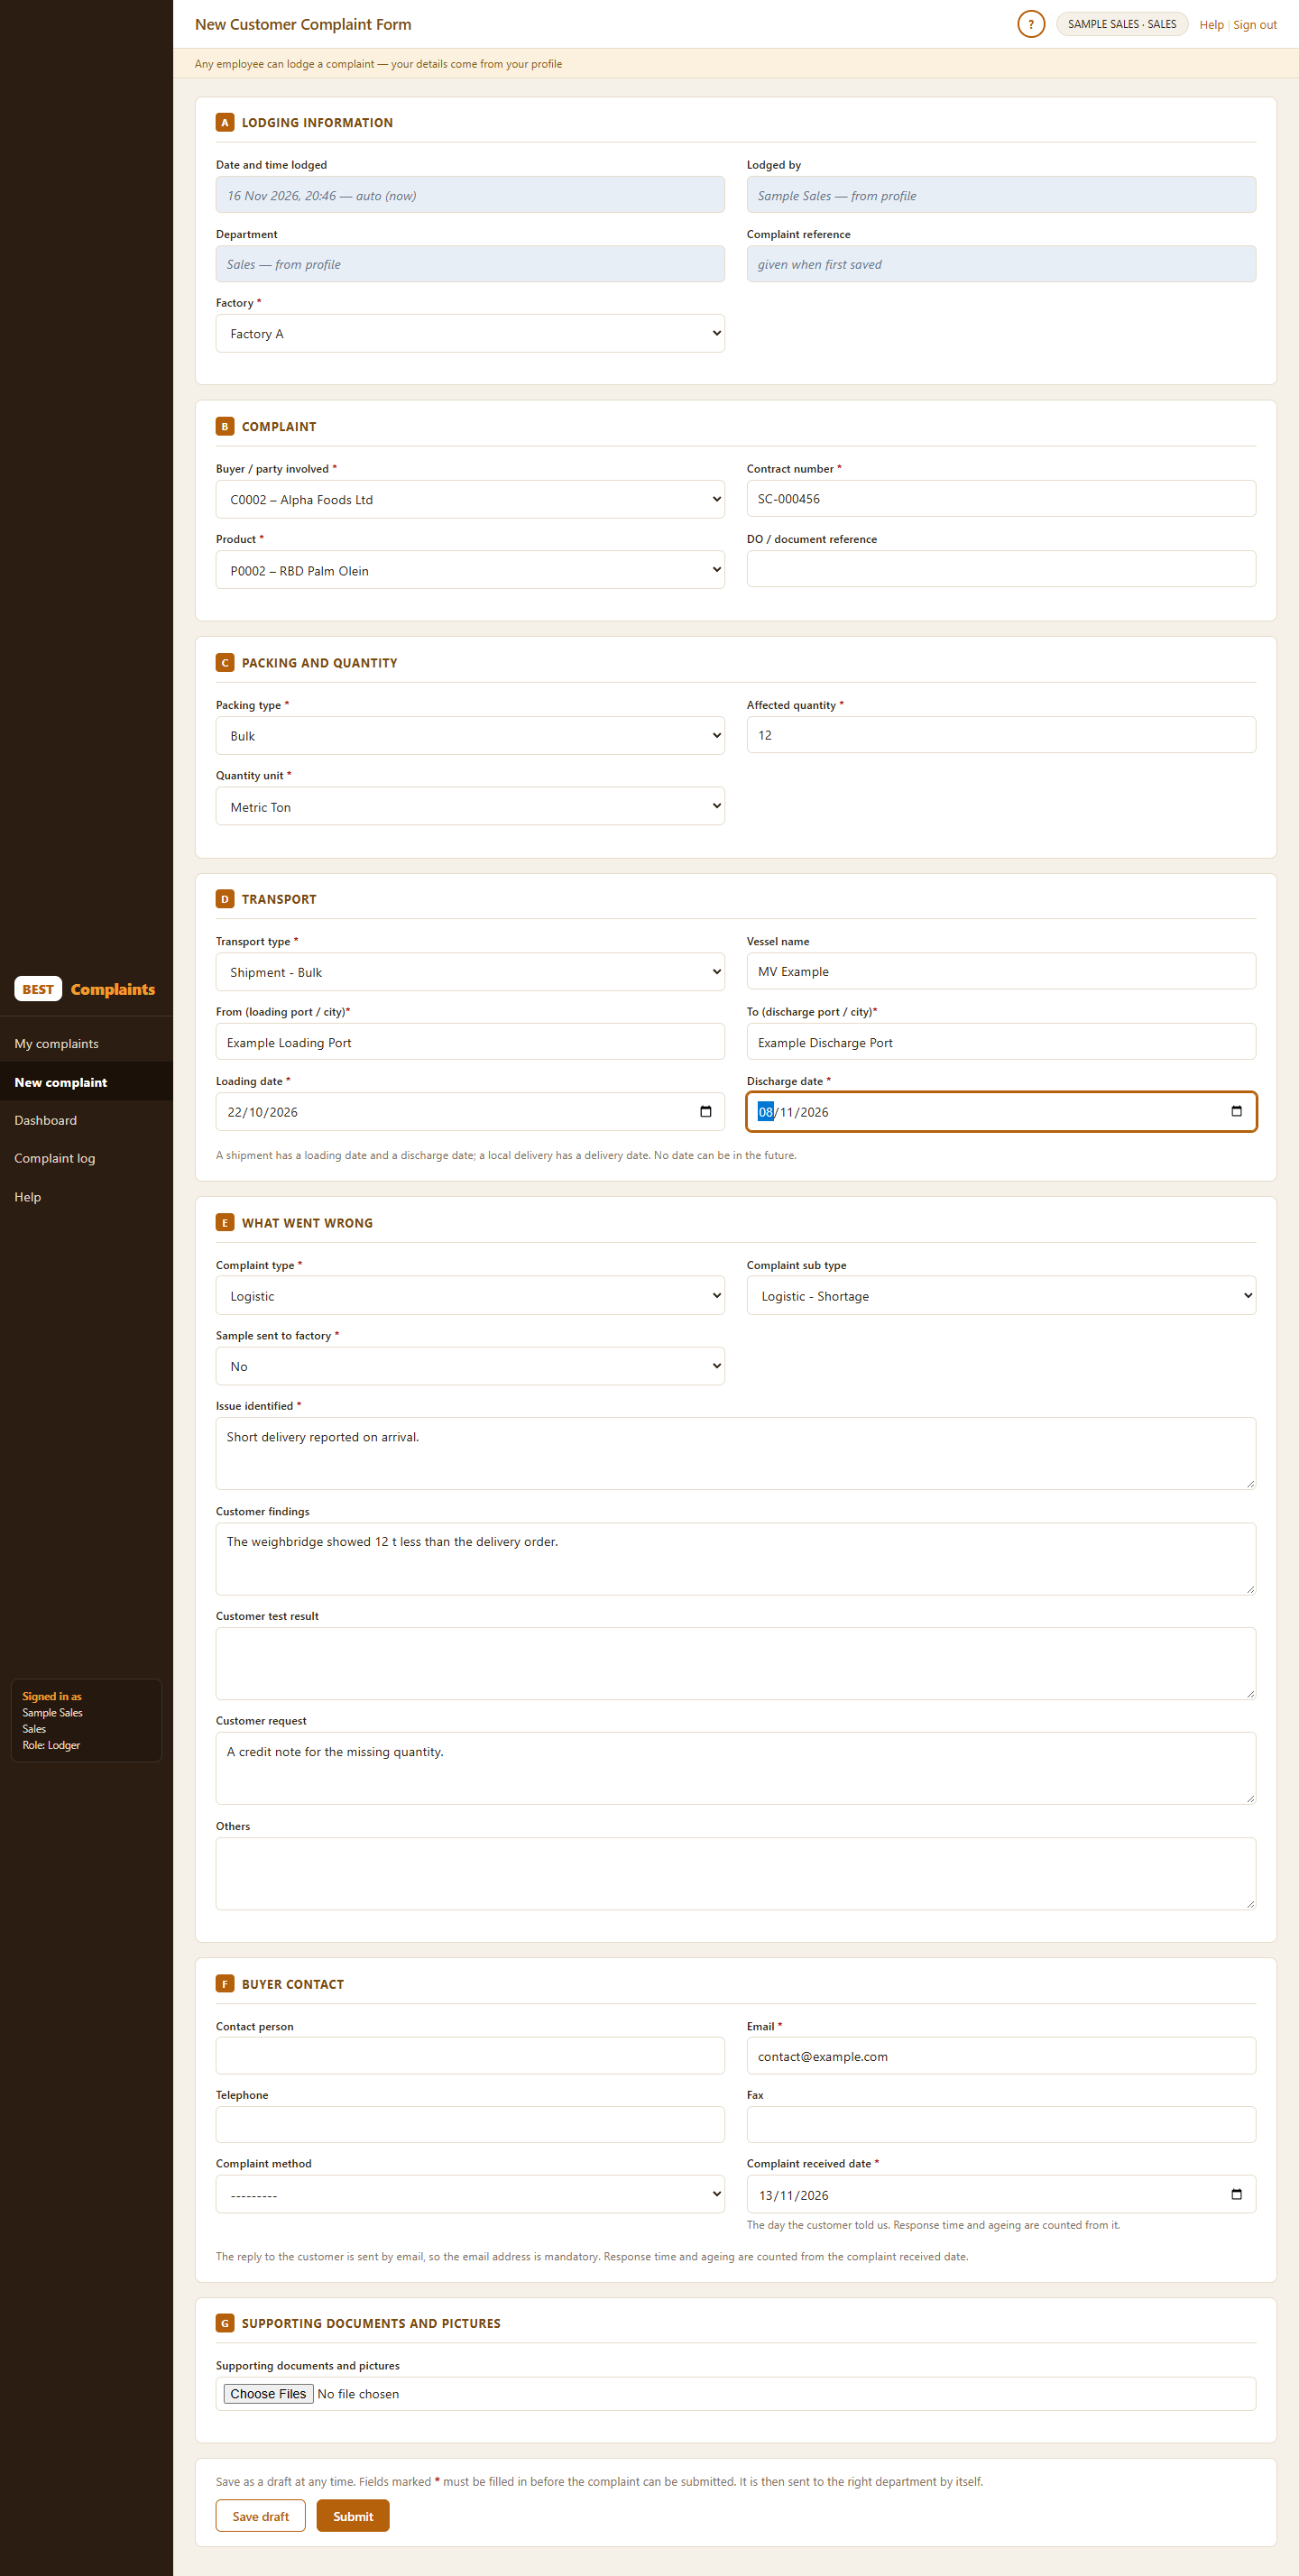 New Customer Complaint Form
?
SAMPLE SALES · SALES
Help | Sign out
Any employee can lodge a complaint — your details come from your profile
A LODGING INFORMATION
Date and time lodged
16 Nov 2026, 20:46 — auto (now)
Lodged by
Sample Sales — from profile
Department
Sales — from profile
Complaint reference
given when first saved
Factory *
Factory A
B COMPLAINT
Buyer / party involved *
C0002 – Alpha Foods Ltd
Contract number *
SC-000456
Product *
P0002 – RBD Palm Olein
DO / document reference
C PACKING AND QUANTITY
Packing type *
Bulk
Affected quantity *
12
Quantity unit *
Metric Ton
D TRANSPORT
Transport type *
Shipment - Bulk
Vessel name
MV Example
From (loading port / city)*
Example Loading Port
To (discharge port / city)*
Example Discharge Port
Loading date *
22/10/2026
Discharge date *
08/11/2026
A shipment has a loading date and a discharge date; a local delivery has a delivery date. No date can be in the future.
E WHAT WENT WRONG
Complaint type *
Logistic
Complaint sub type
Logistic - Shortage
Sample sent to factory *
No
Issue identified *
Short delivery reported on arrival.
Customer findings
The weighbridge showed 12 t less than the delivery order.
Customer test result
Customer request
A credit note for the missing quantity.
Others
F BUYER CONTACT
Contact person
Email *
contact@example.com
Telephone
Fax
Complaint method
---------
Complaint received date *
13/11/2026
The day the customer told us. Response time and ageing are counted from it.
The reply to the customer is sent by email, so the email address is mandatory. Response time and ageing are counted from the complaint received date.
G SUPPORTING DOCUMENTS AND PICTURES
Supporting documents and pictures
Choose Files No file chosen
Save as a draft at any time. Fields marked * must be filled in before the complaint can be submitted. It is then sent to the right department by itself.
Save draft
Submit
BEST Complaints
My complaints
New complaint
Dashboard
Complaint log
Help
Signed in as
Sample Sales
Sales
Role: Lodger